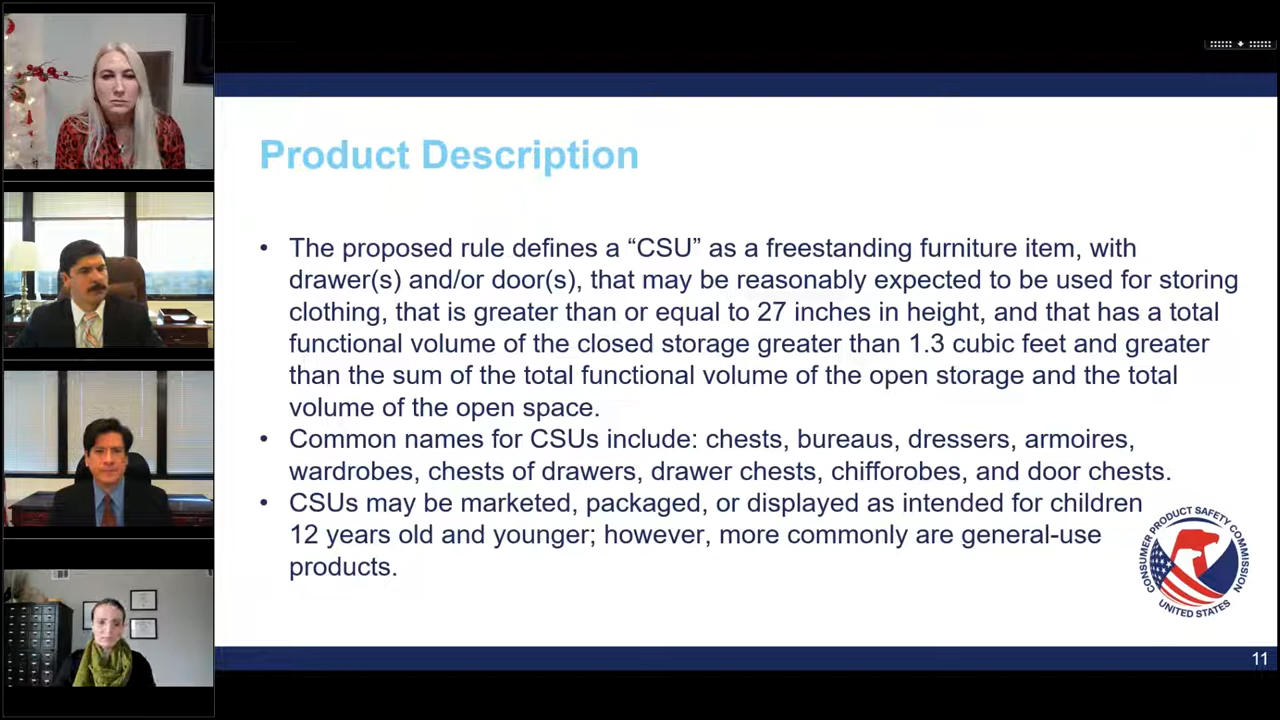 Product Description
• The proposed rule defines a “CSU” as a freestanding furniture item, with
drawer(s) and/or door(s), that may be reasonably expected to be used for storing
clothing, that is greater than or equal to 27 inches in height, and that has a total
functional volume of the closed storage greater than 1.3 cubic feet and greater
than the sum of the total functional volume of the open storage and the total
volume of the open space.
• Common names for CSUs include: chests, bureaus, dressers, armoires,
wardrobes, chests of drawers, drawer chests, chifforobes, and door chests.
• CSUs may be marketed, packaged, or displayed as intended for children
12 years old and younger; however, more commonly are general-use
products.
CONSUMER PRODUCT SAFETY COMMISSION
UNITED STATES
11